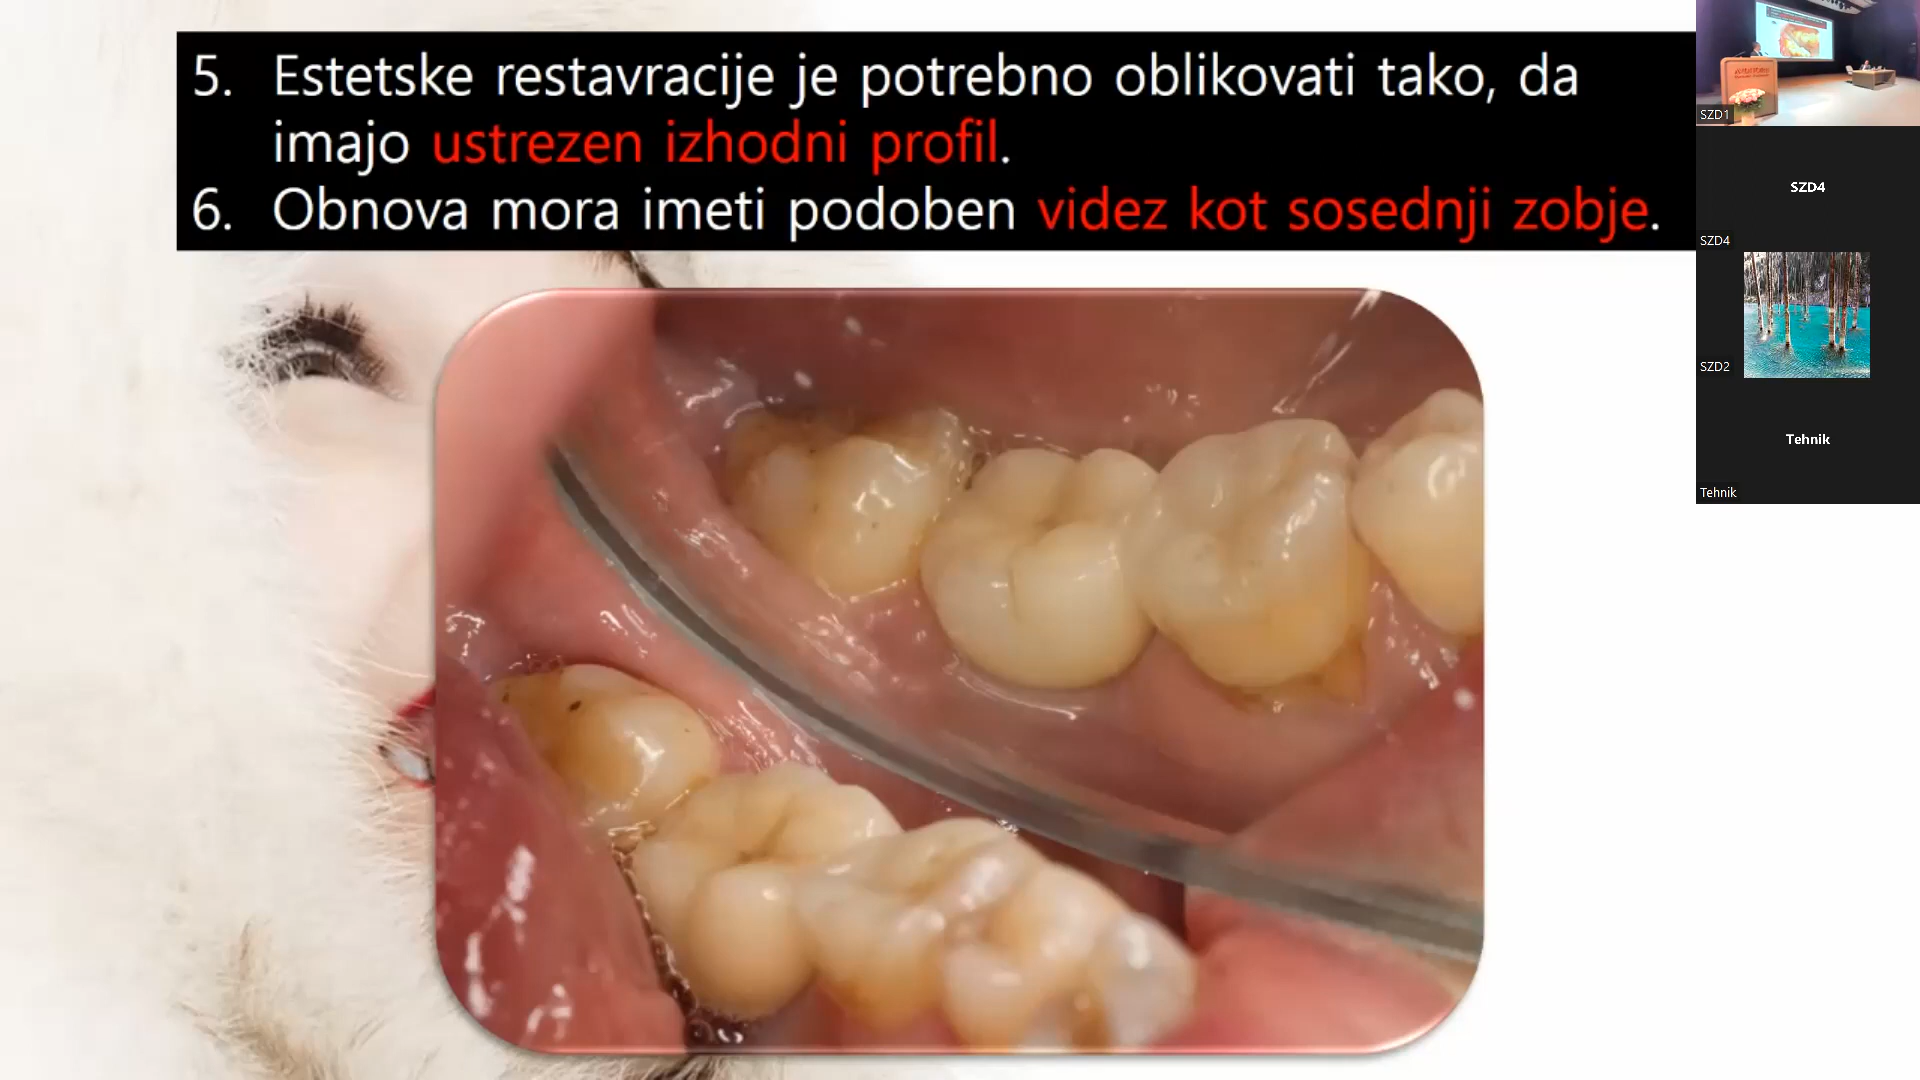 5. Estetske restavracije je potrebno oblikovati tako, da
imajo ustrezen izhodni profil.
6. Obnova mora imeti podoben videz kot sosednji zobje.
SZD1
SZD4
SZD4
SZD2
Tehnik
Tehnik